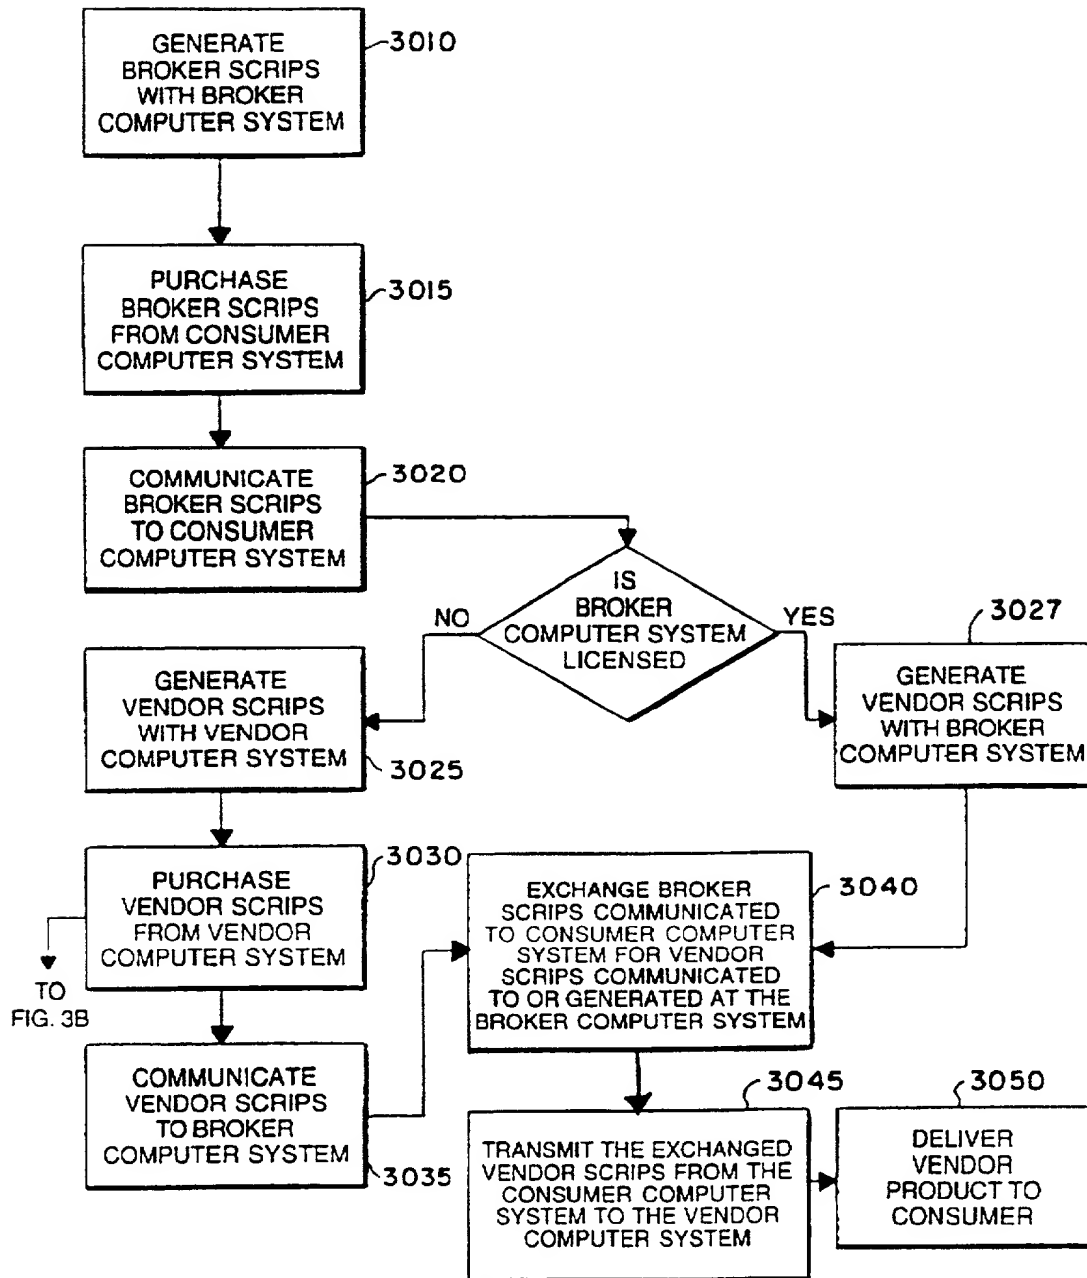 GENERATE
BROKER SCRIPS
WITH BROKER
COMPUTER SYSTEM
3010
PURCHASE
BROKER SCRIPS
FROM CONSUMER
COMPUTER SYSTEM
3015
COMMUNICATE
BROKER SCRIPS
TO CONSUMER
COMPUTER SYSTEM
3020
IS
BROKER
COMPUTER SYSTEM
LICENSED
NO
YES
GENERATE
VENDOR SCRIPS
WITH VENDOR
COMPUTER SYSTEM
3025
3027
GENERATE
VENDOR SCRIPS
WITH BROKER
COMPUTER SYSTEM
PURCHASE
VENDOR SCRIPS
FROM VENDOR
COMPUTER SYSTEM
3030
TO
FIG. 3B
COMMUNICATE
VENDOR SCRIPS
TO BROKER
COMPUTER SYSTEM
3035
EXCHANGE BROKER
SCRIPS COMMUNICATED
TO CONSUMER COMPUTER
SYSTEM FOR VENDOR
SCRIPS COMMUNICATED
TO OR GENERATED AT THE
BROKER COMPUTER SYSTEM
3040
3045
TRANSMIT THE EXCHANGED
VENDOR SCRIPS FROM THE
CONSUMER COMPUTER
SYSTEM TO THE VENDOR
COMPUTER SYSTEM
3050
DELIVER
VENDOR
PRODUCT TO
CONSUMER